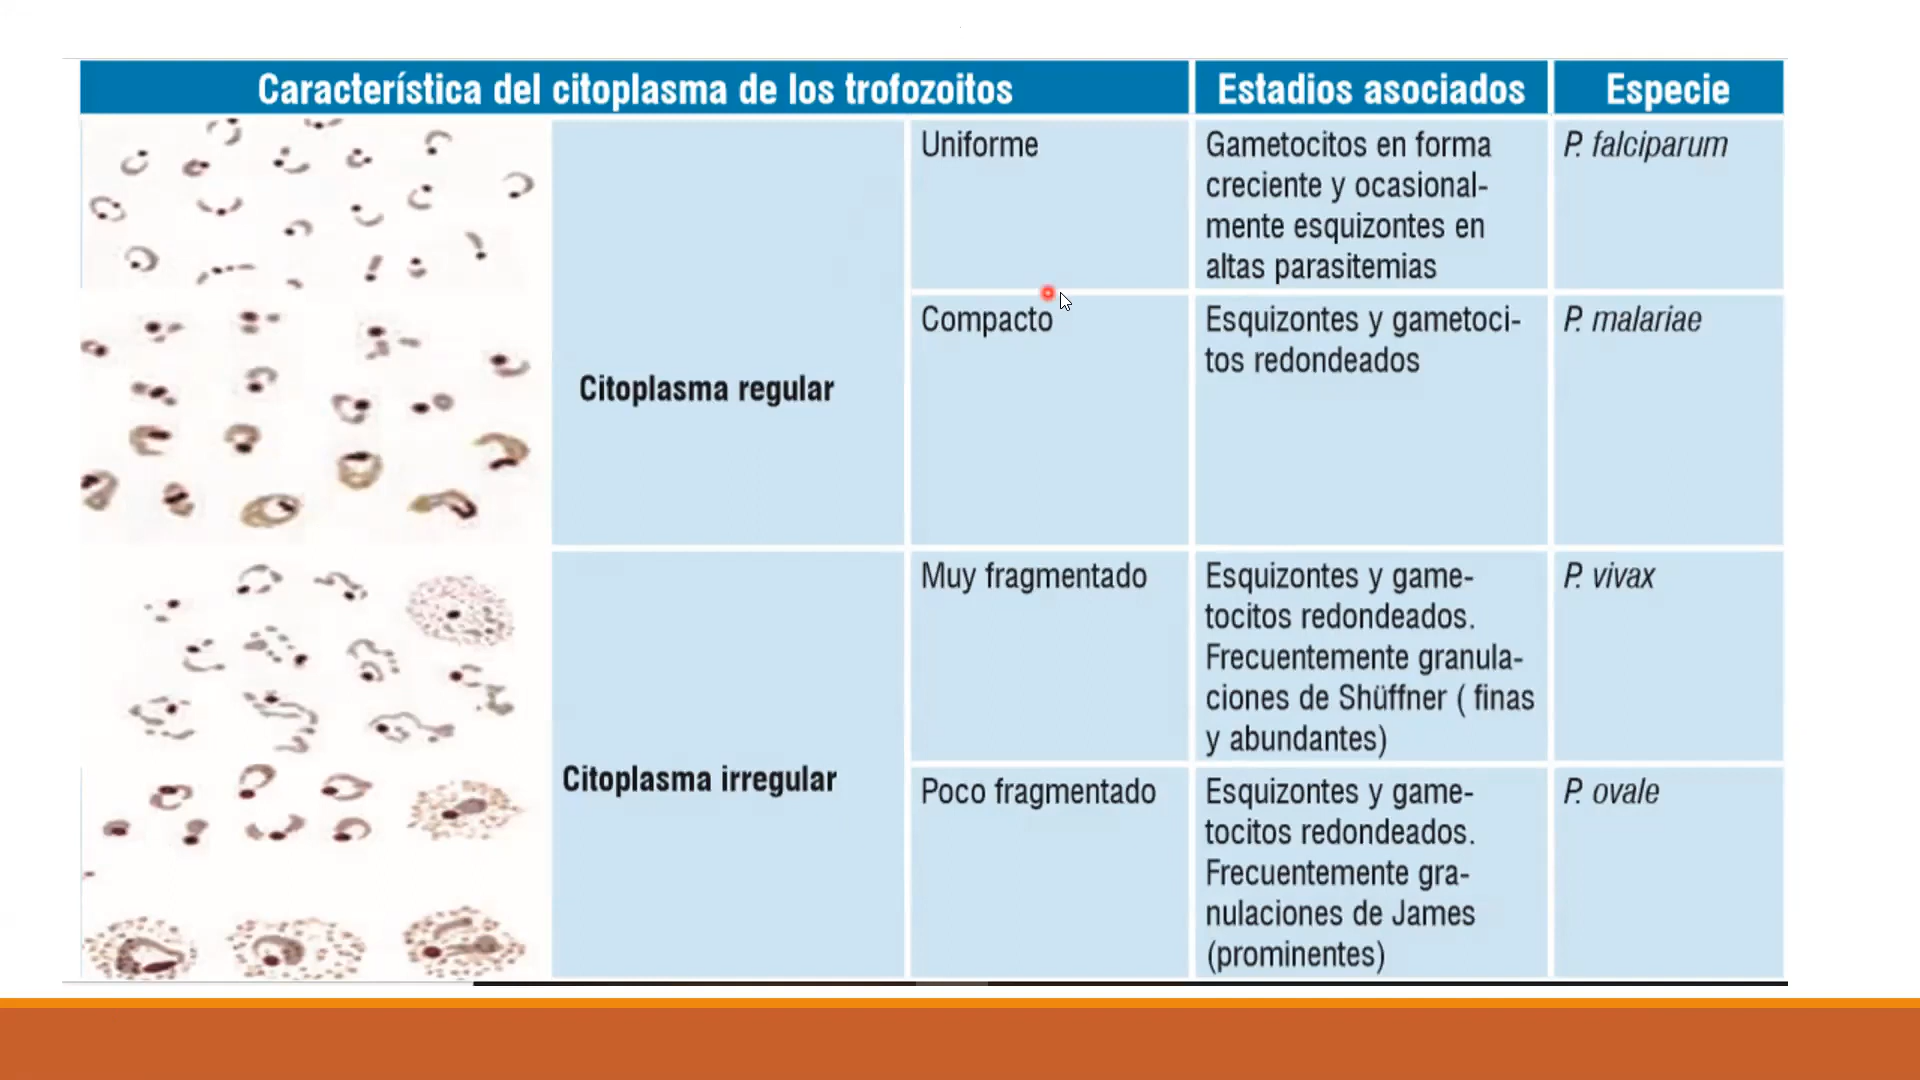 Característica del citoplasma de los trofozoitos
Estadios asociados
Especie
Citoplasma regular
Uniforme
Gametocitos en forma
creciente y ocasional-
mente esquizontes en
altas parasitemias
P. falciparum
Compacto
Esquizontes y gametoci-
tos redondeados
P. malariae
Citoplasma irregular
Muy fragmentado
Esquizontes y game-
tocitos redondeados.
Frecuentemente granula-
ciones de Shüffner ( finas
y abundantes)
P. vivax
Poco fragmentado
Esquizontes y game-
tocitos redondeados.
Frecuentemente gra-
nulaciones de James
(prominentes)
P. ovale